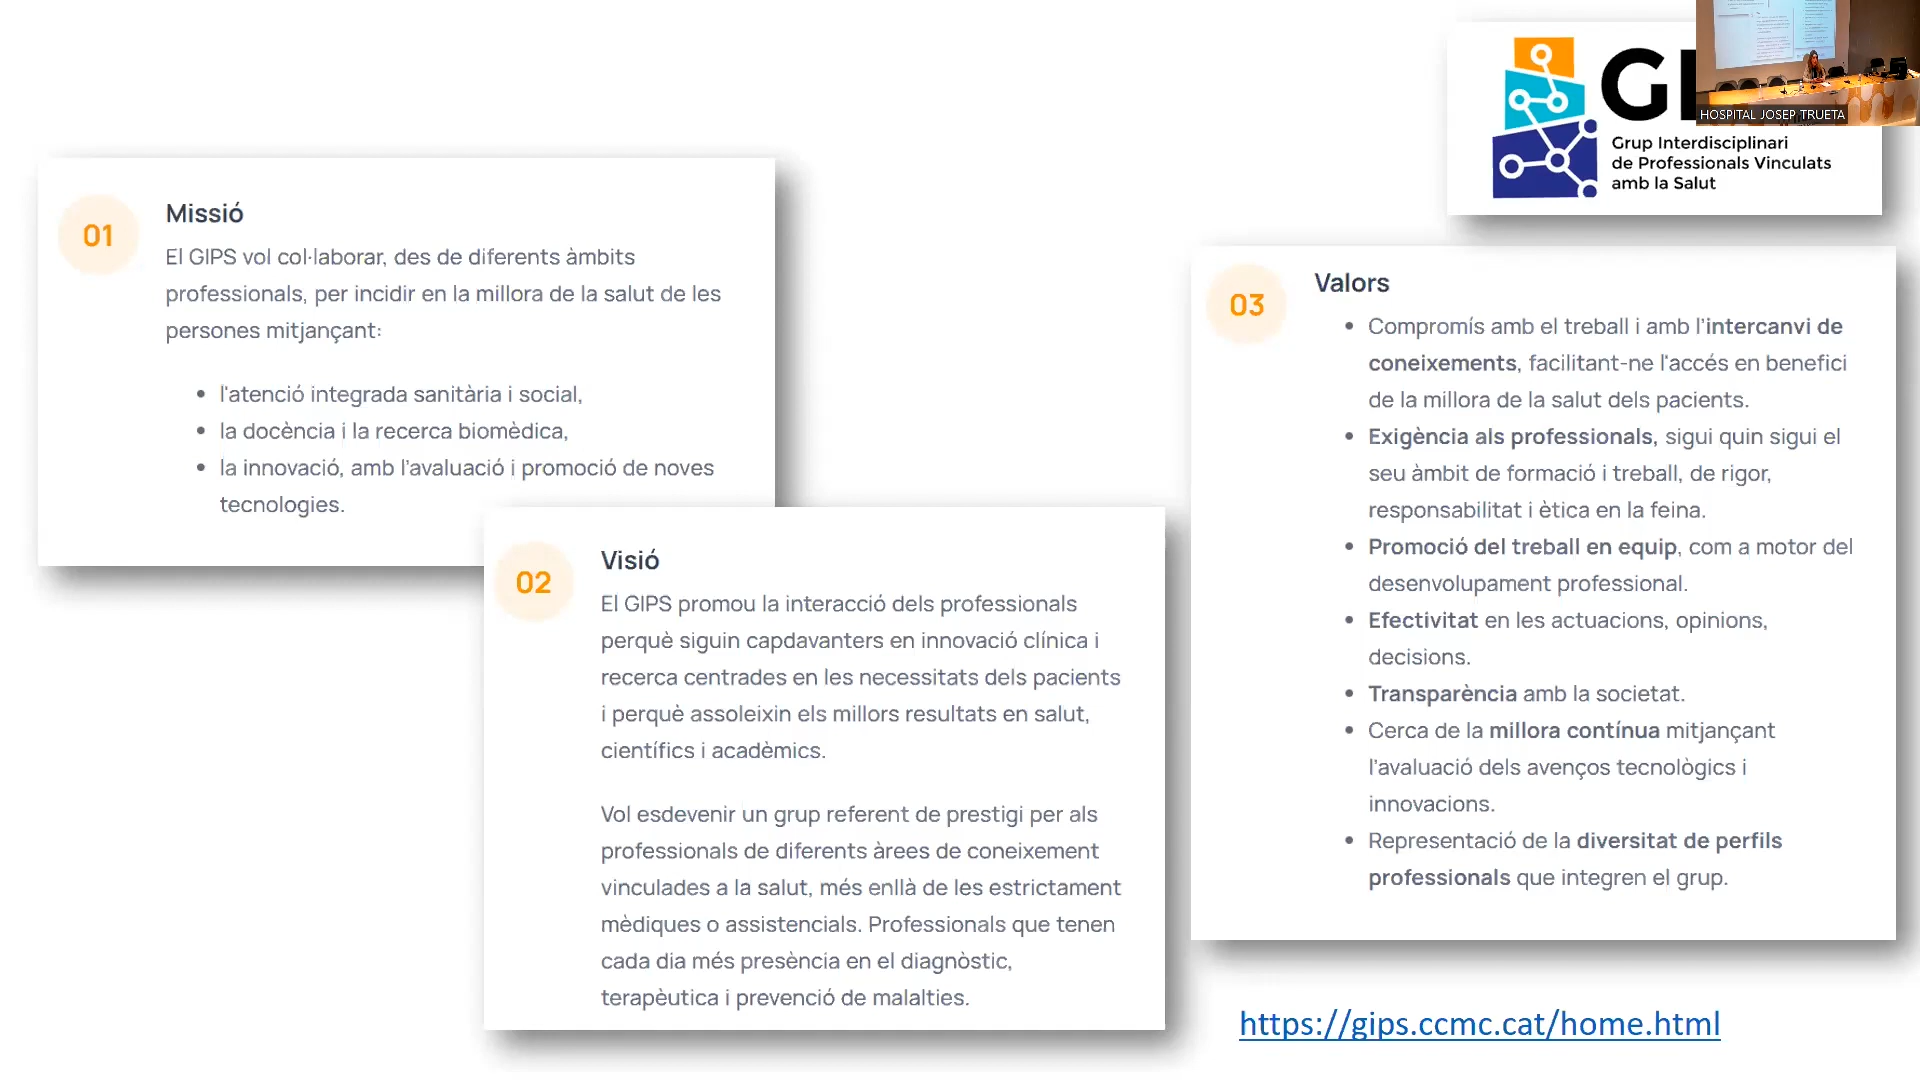 01
Missió
El GIPS vol col·laborar, des de diferents àmbits
professionals, per incidir en la millora de la salut de les
persones mitjançant:
• l'atenció integrada sanitària i social,
• la docència i la recerca biomèdica,
• la innovació, amb l'avaluació i promoció de noves
tecnologies.
02
Visió
El GIPS promou la interacció dels professionals
perquè siguin capdavanters en innovació clínica i
recerca centrades en les necessitats dels pacients
i perquè assoleixin els millors resultats en salut,
científics i acadèmics.
Vol esdevenir un grup referent de prestigi per als
professionals de diferents àrees de coneixement
vinculades a la salut, més enllà de les estrictament
mèdiques o assistencials. Professionals que tenen
cada dia més presència en el diagnòstic,
terapèutica i prevenció de malalties.
HOSPITAL JOSEP TRUETA
Grup Interdisciplinari
de Professionals Vinculats
amb la Salut
03
Valors
• Compromís amb el treball i amb l'intercanvi de
coneixements, facilitant-ne l'accés en benefici
de la millora de la salut dels pacients.
• Exigència als professionals, sigui quin sigui el
seu àmbit de formació i treball, de rigor,
responsabilitat i ètica en la feina.
• Promoció del treball en equip, com a motor del
desenvolupament professional.
• Efectivitat en les actuacions, opinions,
decisions.
• Transparència amb la societat.
• Cerca de la millora contínua mitjançant
l'avaluació dels avenços tecnològics i
innovacions.
• Representació de la diversitat de perfils
professionals que integren el grup.
https://gips.ccmc.cat/home.html